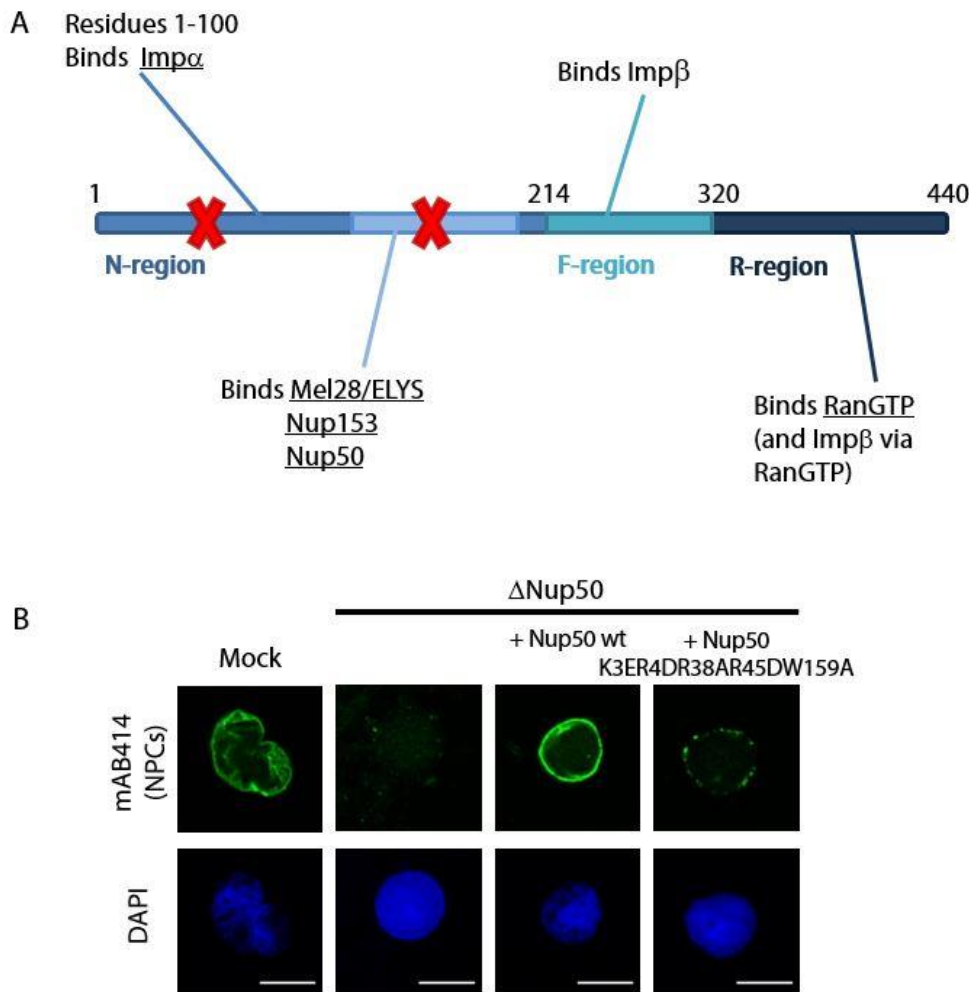 A
Residues 1-100
Binds Impα
Binds Impβ
1
214
320
440
N-region
F-region
R-region
Binds Mel28/ELYS
Nup153
Nup50
Binds RanGTP
(and Impβ via
RanGTP)
B
ΔNup50
Mock
+ Nup50 wt
+ Nup50
K3ER4DR38AR45DW159A
mAB414
(NPCs)
DAPI